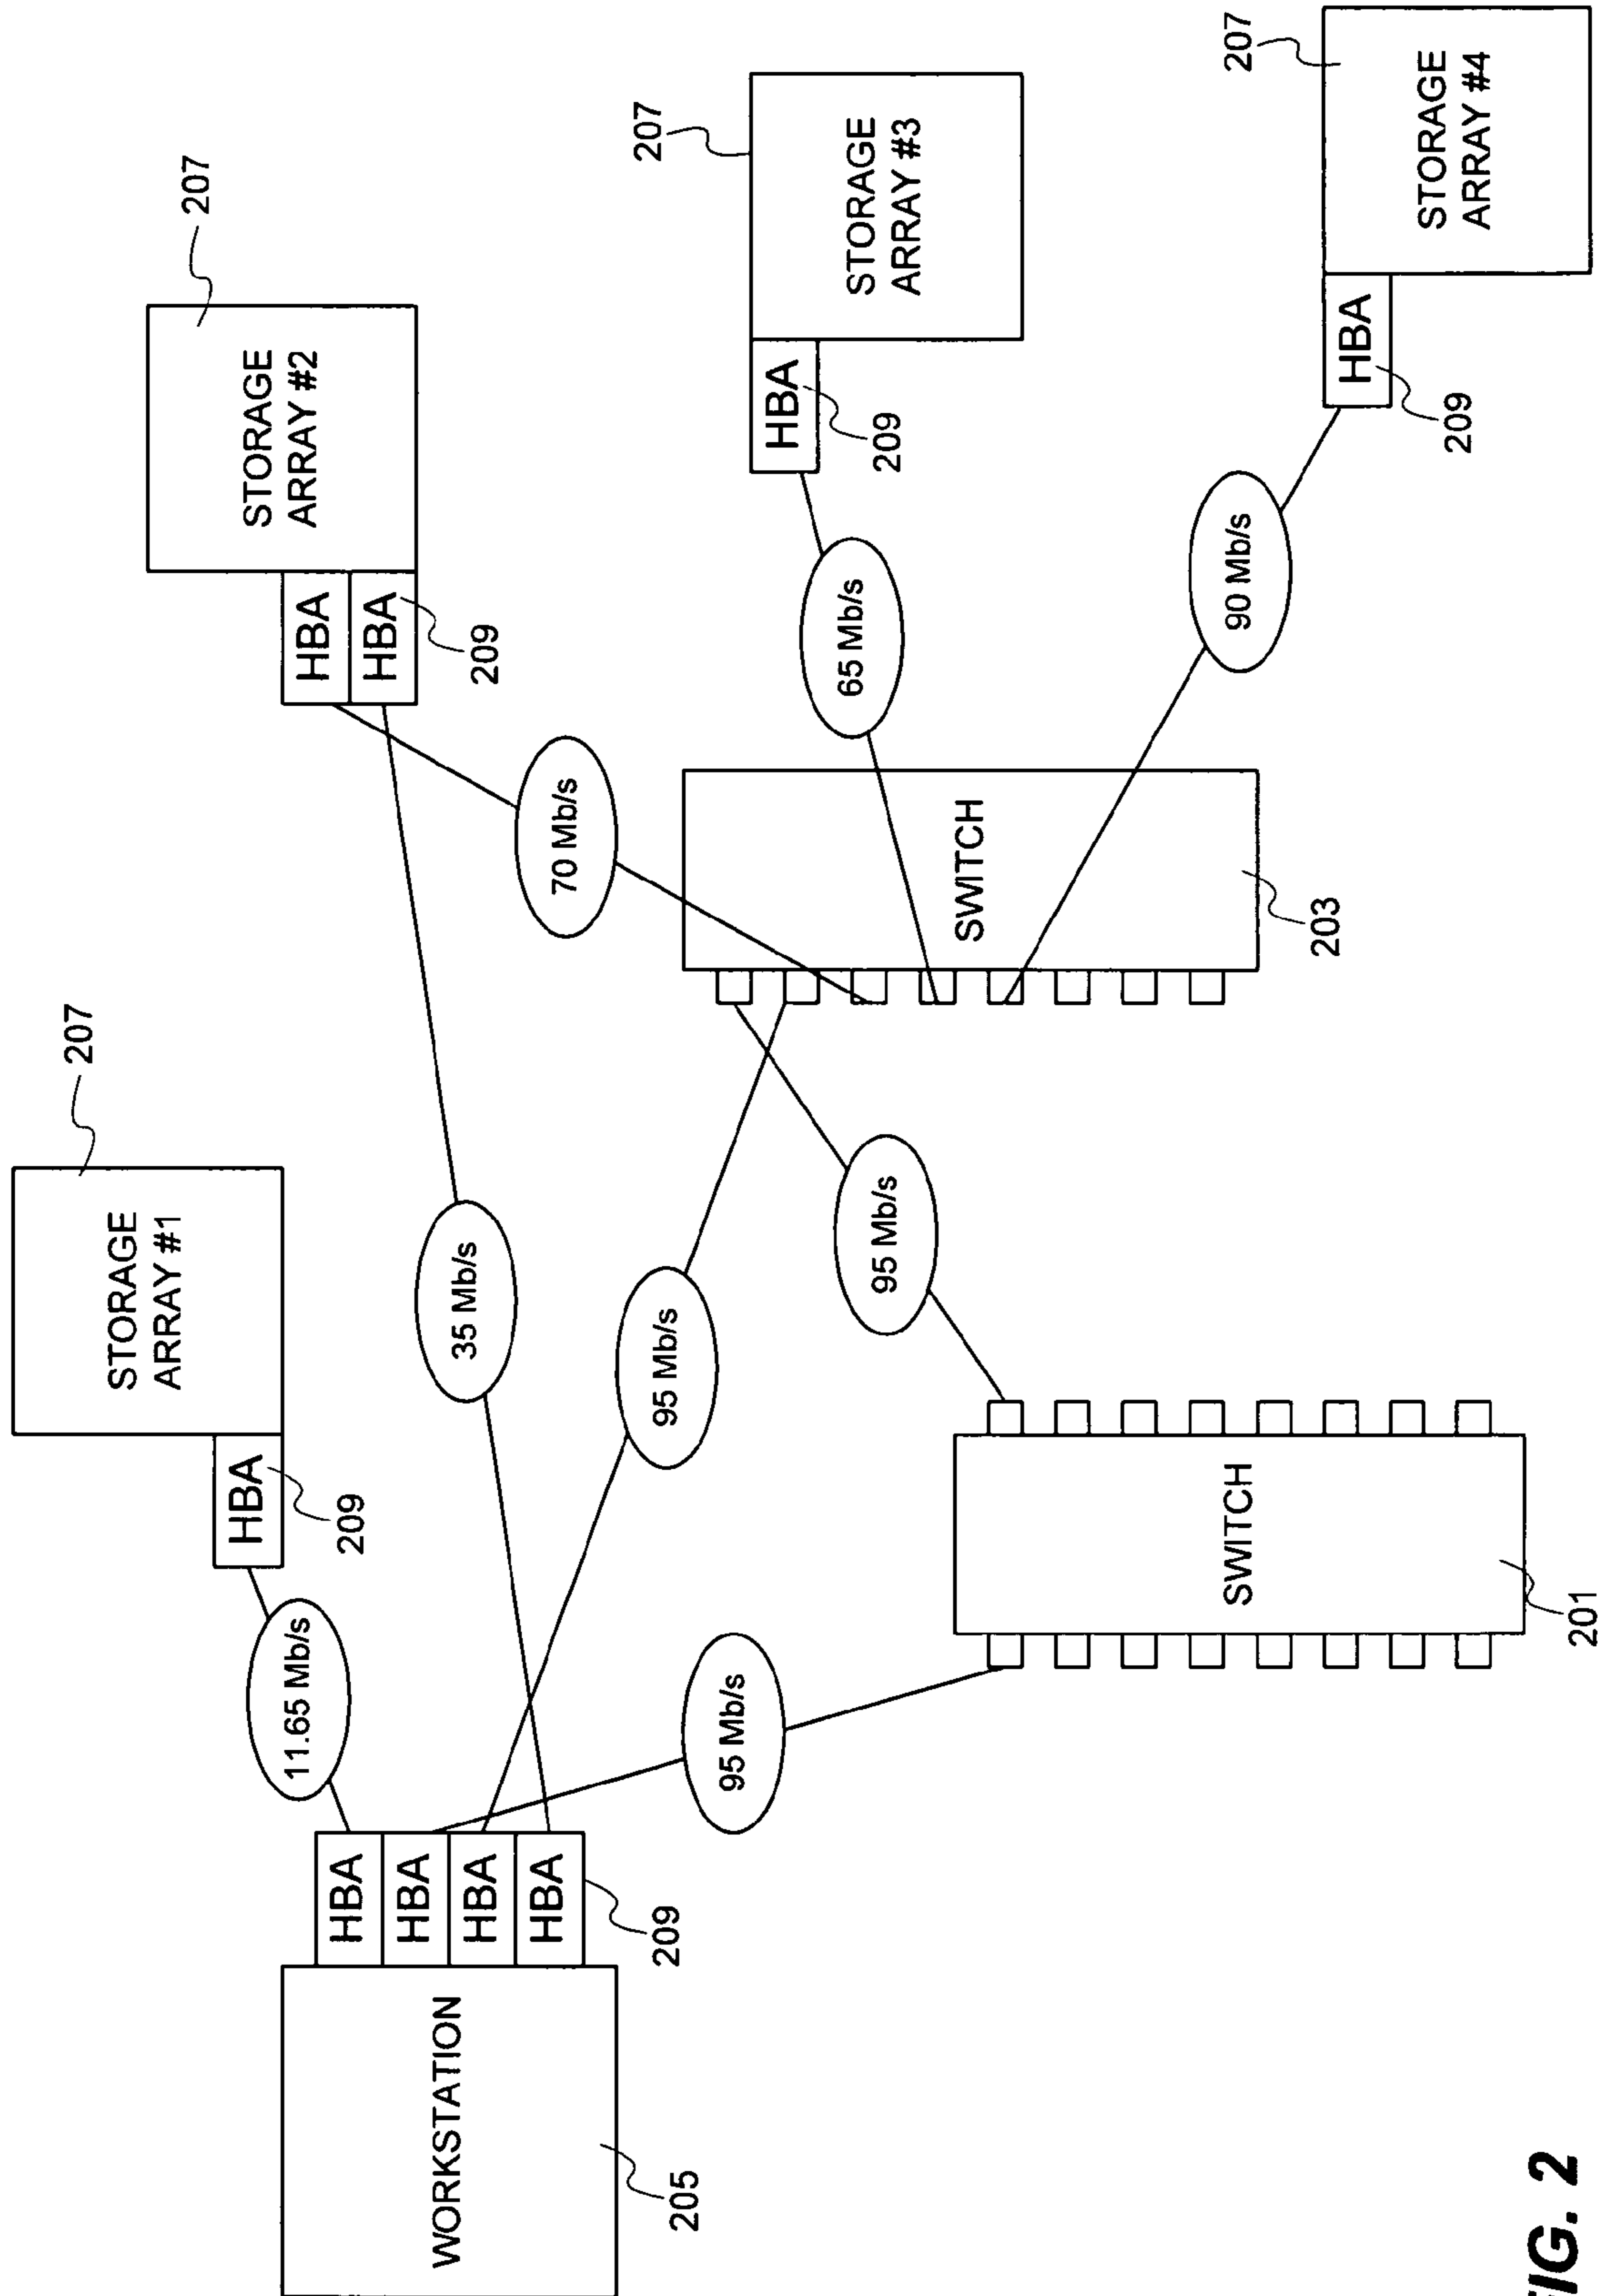 207
STORAGE
ARRAY #1
HBA
209
11.65 Mb/s
207
STORAGE
ARRAY #2
HBA
HBA
209
WORKSTATION
205
HBA
HBA
HBA
HBA
209
35 Mb/s
70 Mb/s
95 Mb/s
95 Mb/s
95 Mb/s
207
STORAGE
ARRAY #3
HBA
209
65 Mb/s
SWITCH
203
SWITCH
201
90 Mb/s
207
STORAGE
ARRAY #4
HBA
209
IG. 2